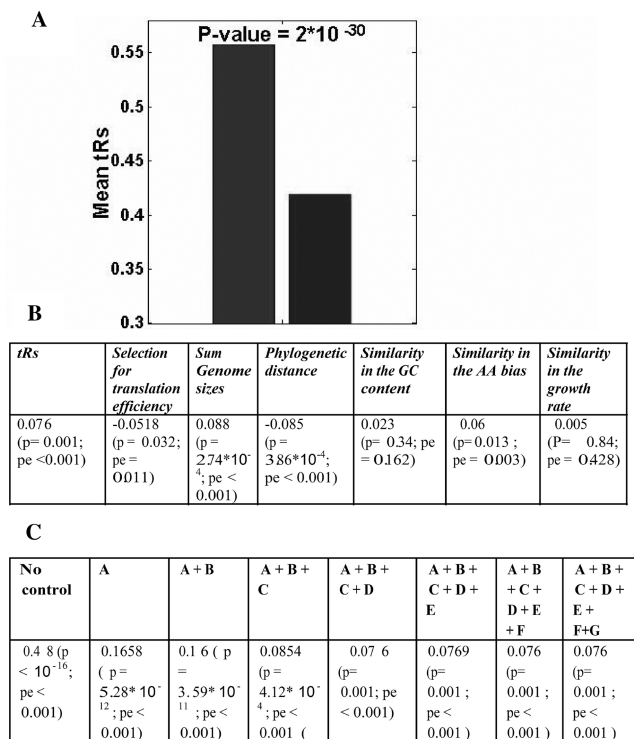 A
P-value = 2*10 -30
Mean tRs
0.55
0.5
0.45
0.4
0.35
0.3
B
tRs
Selection
for
translation
efficiency
Sum
Genome
sizes
Phylogenetic
distance
Similarity
in the GC
content
Similarity in
the AA bias
Similarity
in the
growth
rate
0.076
(p= 0.001;
pe <0.001)
-0.0518
(p = 0.032;
pe =
0.011)
0.088
(p =
2.74*10-
4; pe <
0.001)
-0.085
(p =
3.86*10-4;
pe < 0.001)
0.023
(p= 0.34; pe
= 0.162)
0.06
(p=0.013 ;
pe = 0.003)
0.005
(P= 0.84;
pe = 0.428)
C
No
control
A
A + B
A + B +
C
A + B +
C + D
A + B +
C + D +
E
A + B
+ C +
D + E
+ F
A + B +
C + D +
E +
F+G
0.4 8 (p
< 10-16;
pe <
0.001)
0.1658
( p =
5.28* 10-
12; pe <
0.001)
0.1 6 ( p
=
3.59* 10-
11 ; pe <
0.001)
0.0854
(p =
4.12* 10-
4; pe <
0.001 (
0.07 6
(p=
0.001; pe
< 0.001)
0.0769
(p=
0.001 ;
pe <
0.001 )
0.076
(p=
0.001 ;
pe <
0.001 )
0.076
(p=
0.001 ;
pe <
0.001 )